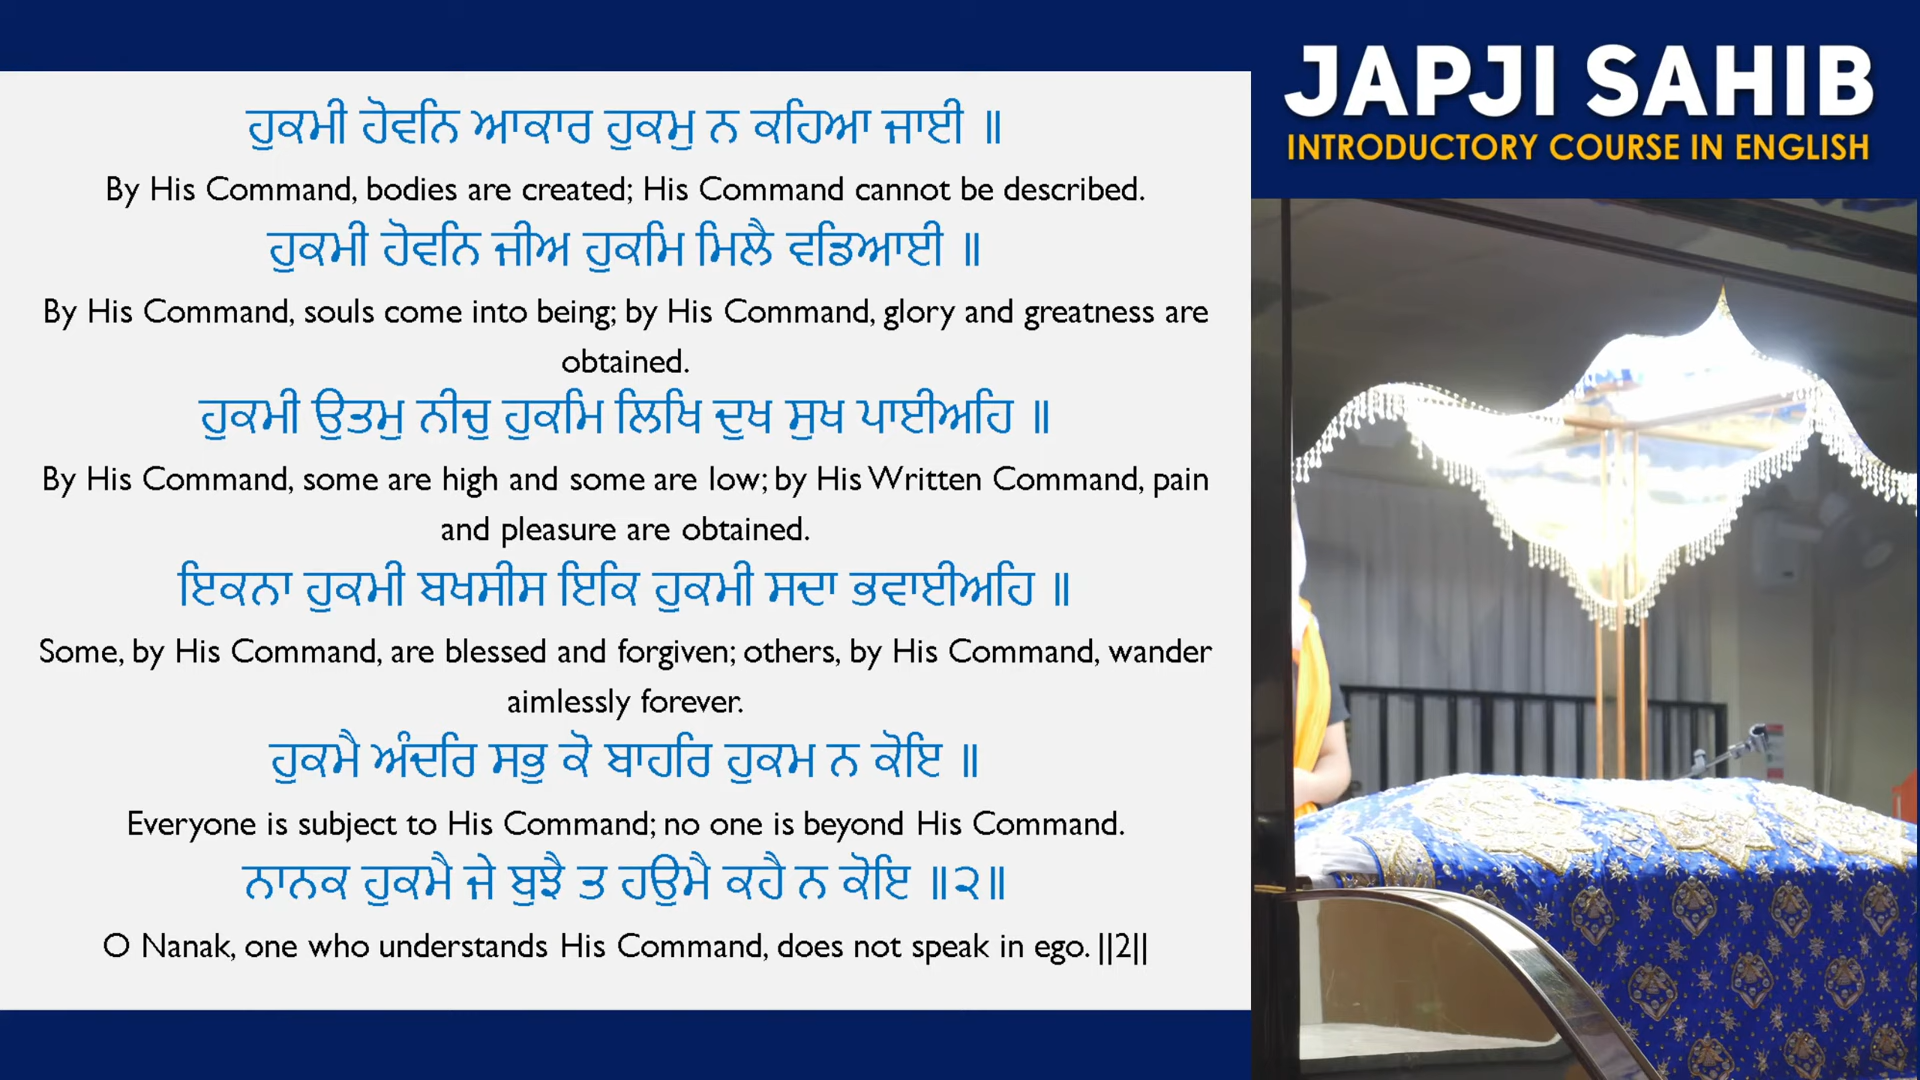 ਹੁਕਮੀ ਹੋਵਨਿ ਆਕਾਰ ਹੁਕਮੁ ਨ ਕਹਿਆ ਜਾਈ ॥
By His Command, bodies are created; His Command cannot be described.
ਹੁਕਮੀ ਹੋਵਨਿ ਜੀਅ ਹੁਕਮਿ ਮਿਲੈ ਵਡਿਆਈ ॥
By His Command, souls come into being; by His Command, glory and greatness are
obtained.
ਹੁਕਮੀ ਉਤਮੁ ਨੀਚੁ ਹੁਕਮਿ ਲਿਖਿ ਦੁਖ ਸੁਖ ਪਾਈਅਹਿ ॥
By His Command, some are high and some are low; by His Written Command, pain
and pleasure are obtained.
ਇਕਨਾ ਹੁਕਮੀ ਬਖਸੀਸ ਇਕਿ ਹੁਕਮੀ ਸਦਾ ਭਵਾਈਅਹਿ ॥
Some, by His Command, are blessed and forgiven; others, by His Command, wander
aimlessly forever.
ਹੁਕਮੈ ਅੰਦਰਿ ਸਭੁ ਕੋ ਬਾਹਰਿ ਹੁਕਮ ਨ ਕੋਇ ॥
Everyone is subject to His Command; no one is beyond His Command.
ਨਾਨਕ ਹੁਕਮੈ ਜੇ ਬੁਝੈ ਤ ਹਉਮੈ ਕਹੈ ਨ ਕੋਇ ॥੨॥
O Nanak, one who understands His Command, does not speak in ego. ||2||
JAPJI SAHIB
INTRODUCTORY COURSE IN ENGLISH